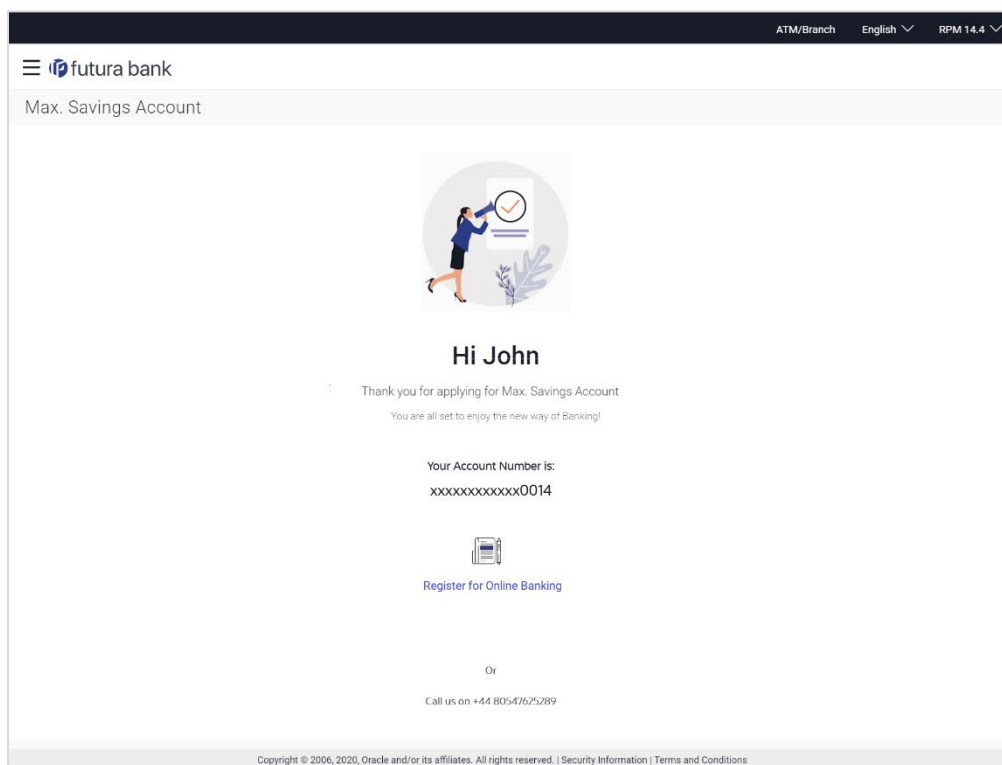 ATM/Branch English RPM 14.4
futura bank
Max. Savings Account
Hi John
Thank you for applying for Max. Savings Account
You are all set to enjoy the new way of Banking!
Your Account Number is:
xxxxxxxxxxxx0014
Register for Online Banking
Or
Call us on +44 80547625289
Copyright © 2006, 2020, Oracle and/or its affiliates. All rights reserved. | Security Information | Terms and Conditions